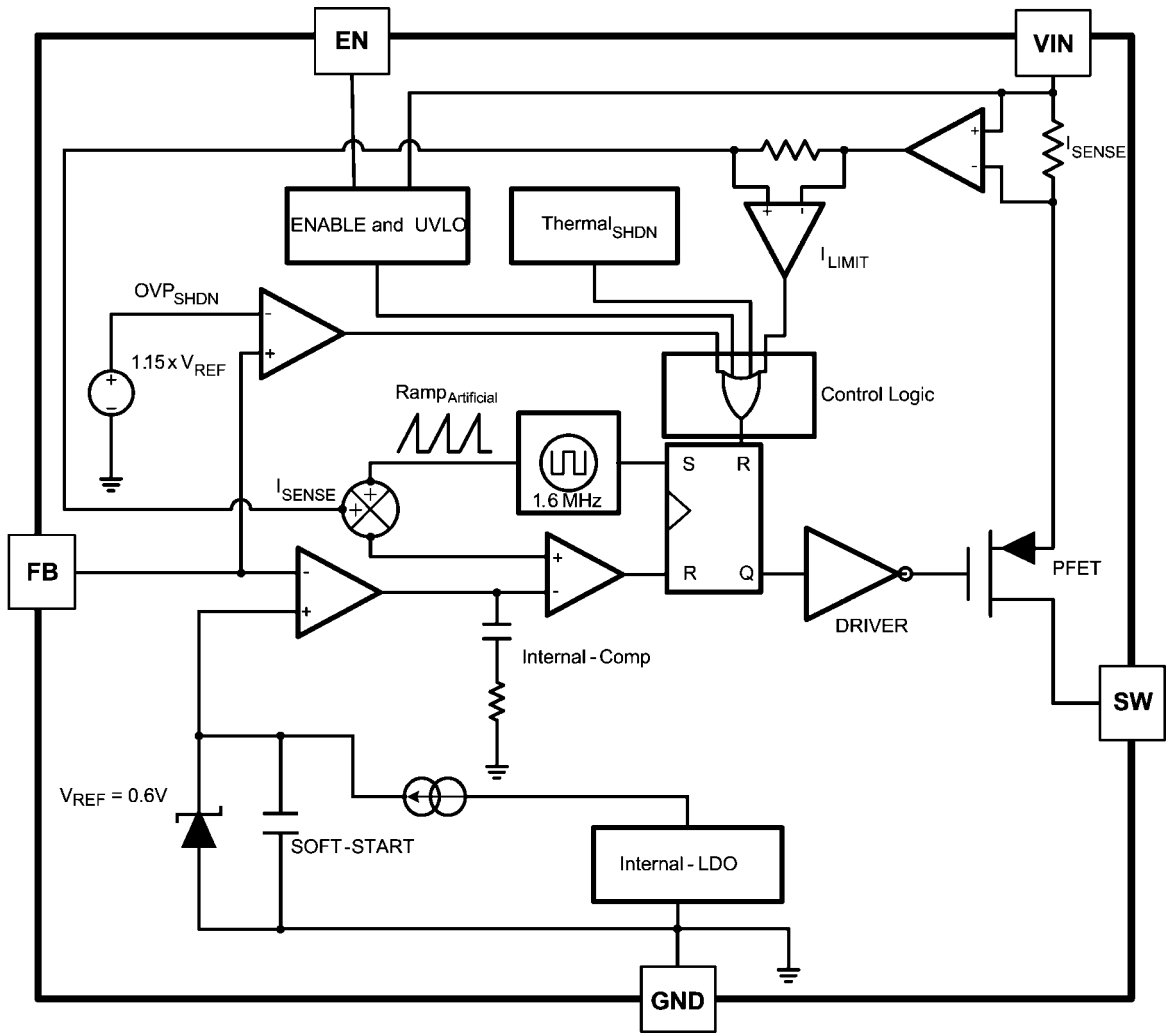 EN
VIN
+
-
ISENSE
ENABLE and UVLO
ThermalSHDN
+ -
ILIMIT
OVPSHDN
-
+
1.15 x VREF
+
−
Control Logic
RampArtificial
1.6 MHz
S R
R Q
ISENSE
+
+
FB
-
+
+
-
Internal - Comp
DRIVER
PFET
SW
VREF = 0.6V
SOFT-START
Internal - LDO
GND